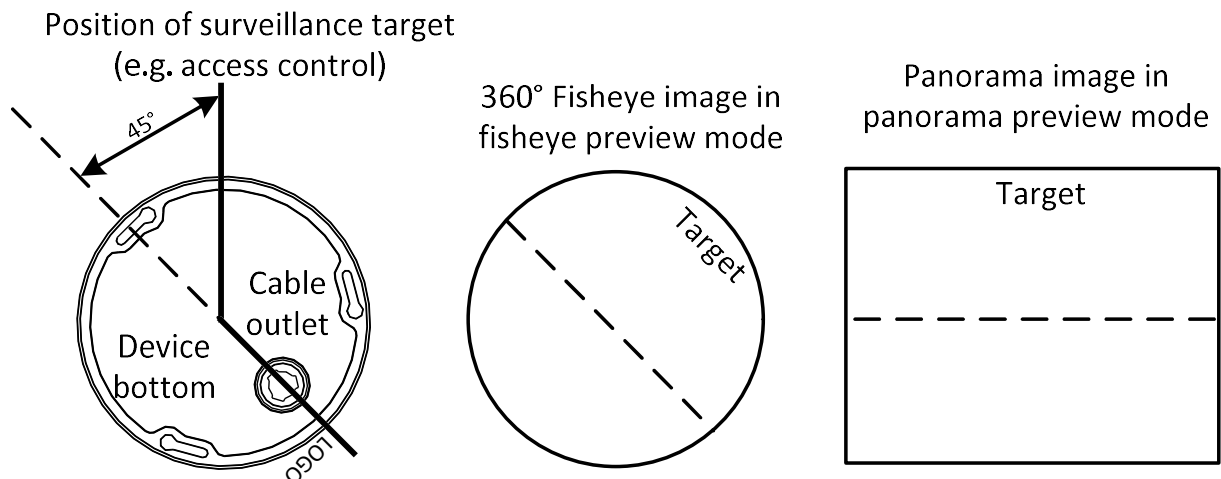 Position of surveillance target
(e.g. access control)
45°
Cable
outlet
Device
bottom
LOGO
360° Fisheye image in
fisheye preview mode
Target
Panorama image in
panorama preview mode
Target